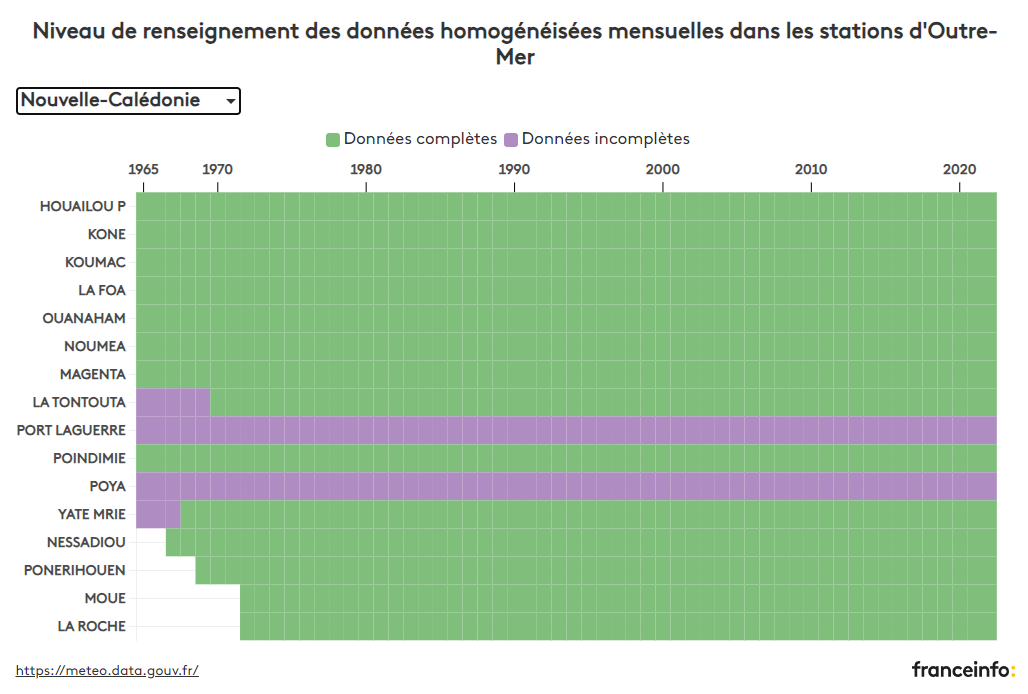 Niveau de renseignement des données homogénéisées mensuelles dans les stations d'Outre-
Mer
Nouvelle-Calédonie
Données complètes Données incomplètes
1965 1970 1980 1990 2000 2010 2020
HOUAILOU P
KONE
KOUMAC
LA FOA
OUANAHAM
NOUMEA
MAGENTA
LA TONTOUTA
PORT LAGUERRE
POINDIMIE
POYA
YATE MRIE
NESSADIOU
PONERIHOUEN
MOUE
LA ROCHE
https://meteo.data.gouv.fr/
franceinfo: